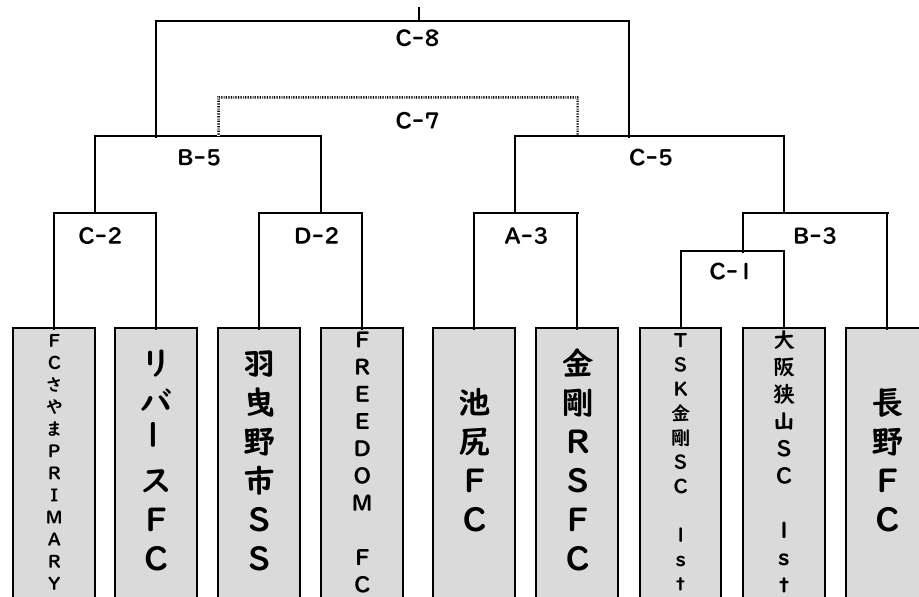 C-8
C-7
B-5
C-5
C-2
D-2
A-3
B-3
C-1
FCさやまPRIMARY
リバースFC
羽曳野市SS
FREEDOM FC
池尻FC
金剛RSFC
TSK金剛SC 1st
大阪狭山SC 1st
長野FC